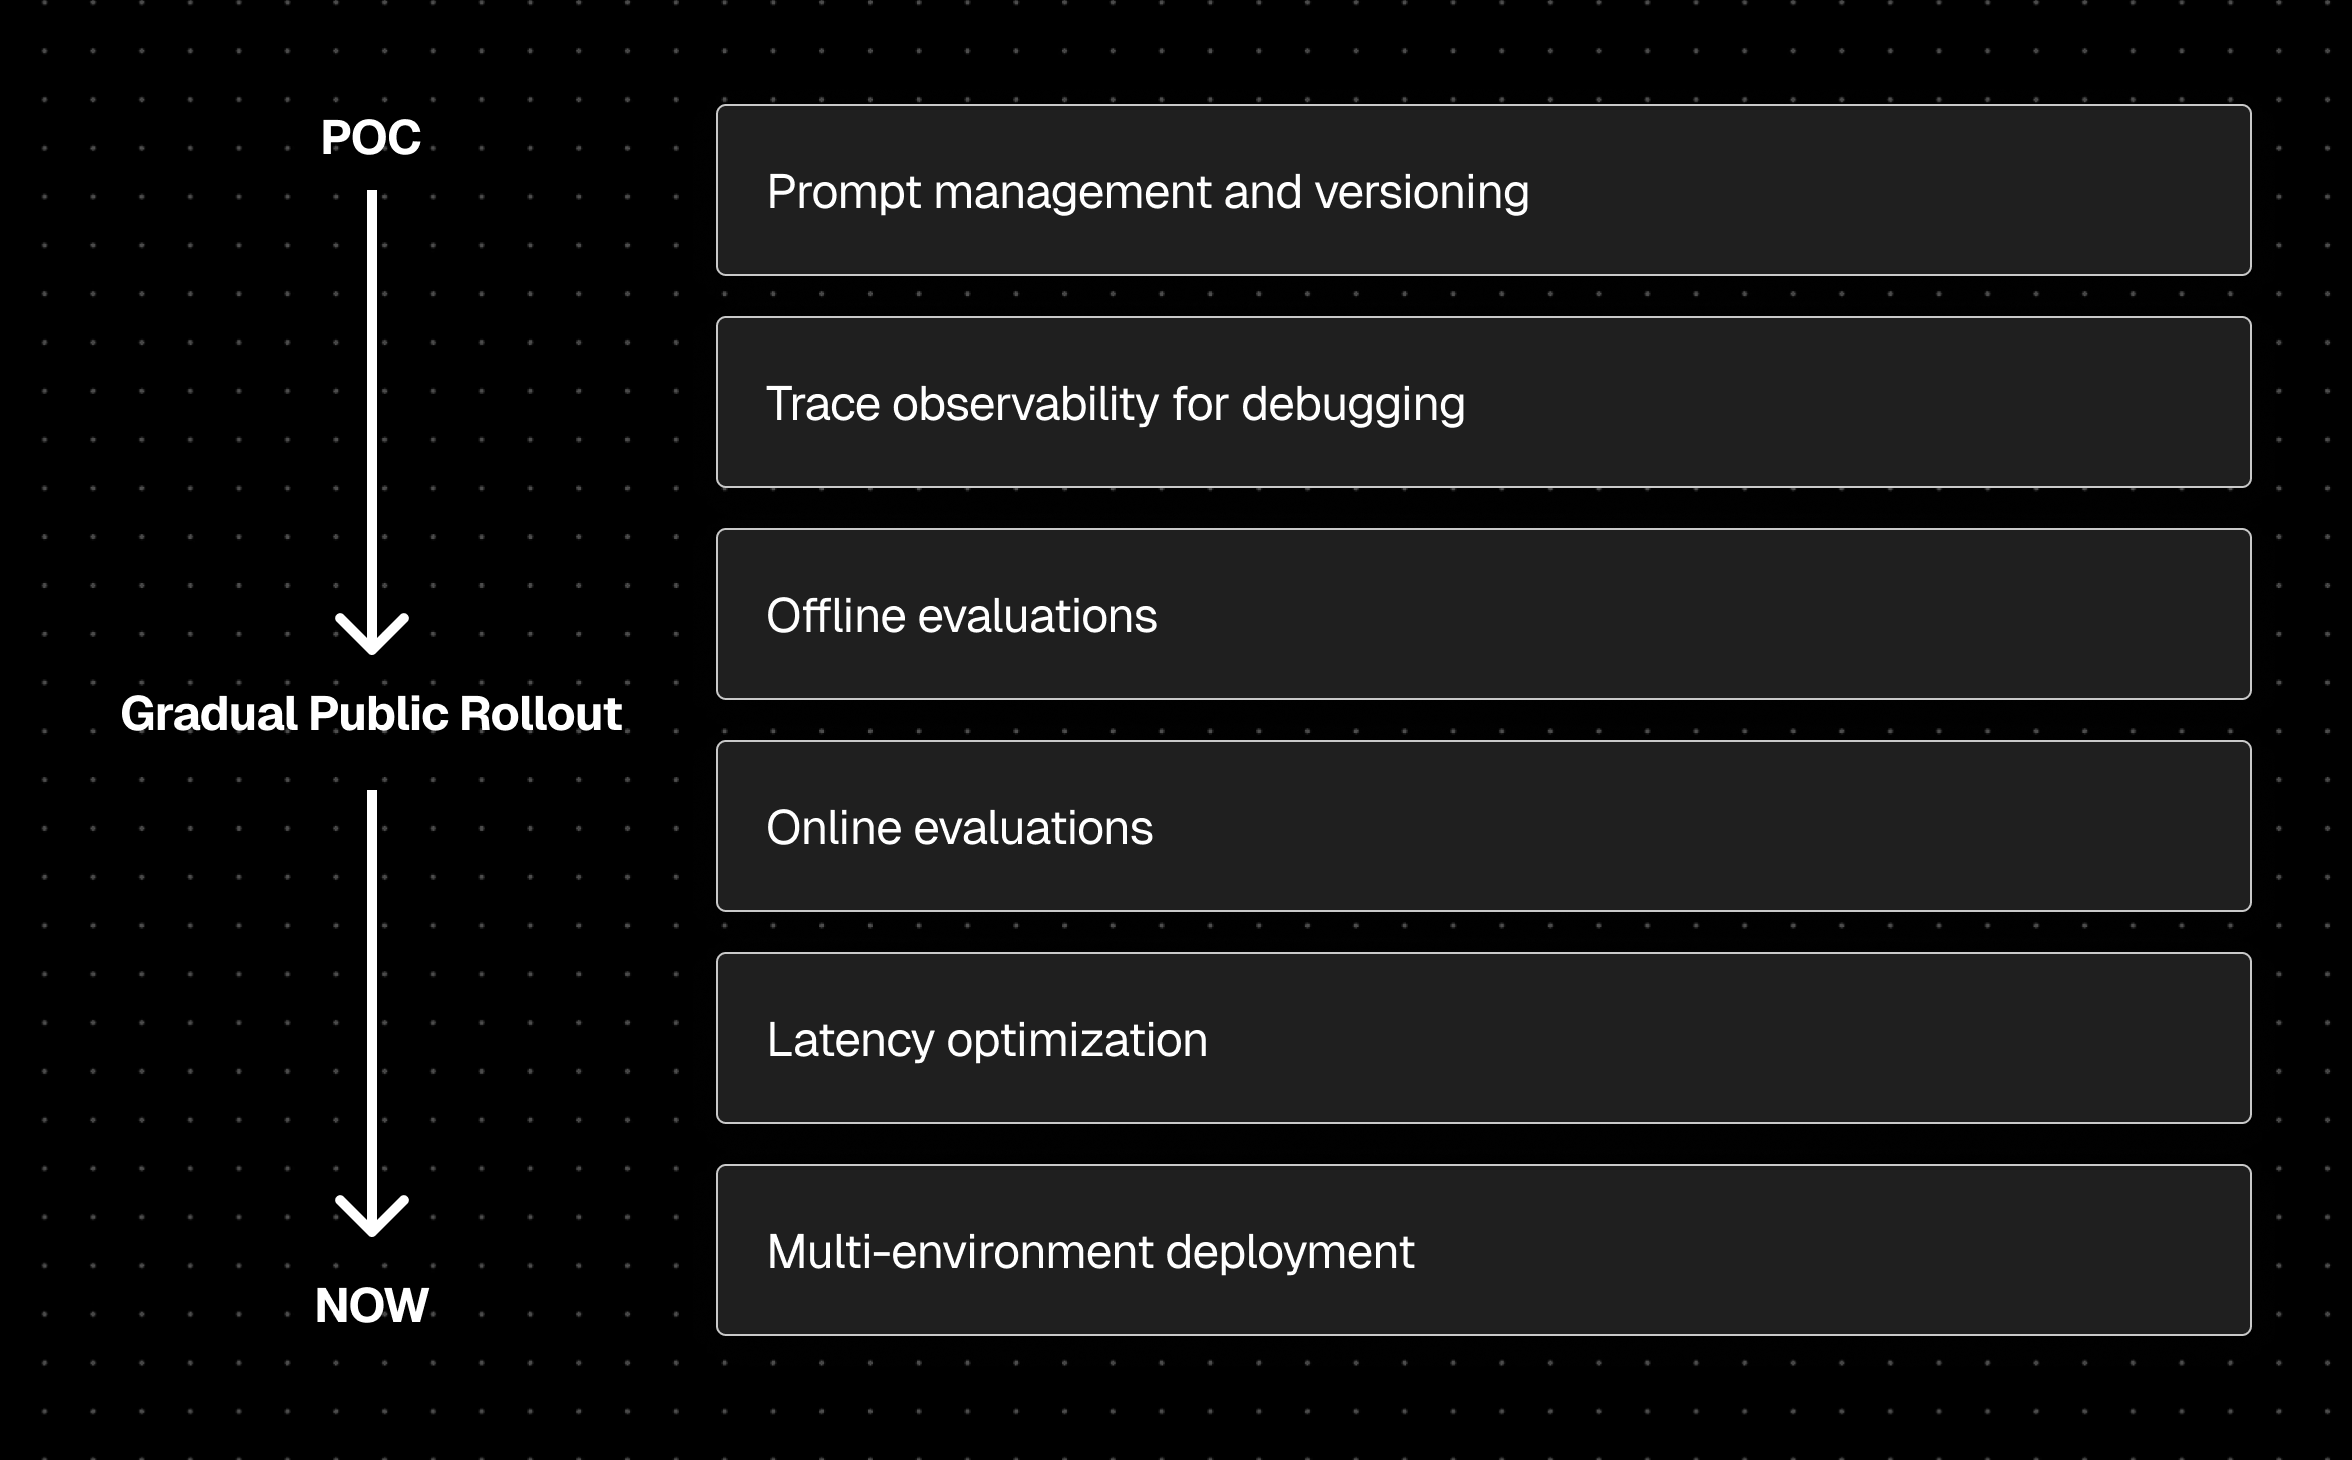 POC
Gradual Public Rollout
NOW
Prompt management and versioning
Trace observability for debugging
Offline evaluations
Online evaluations
Latency optimization
Multi-environment deployment